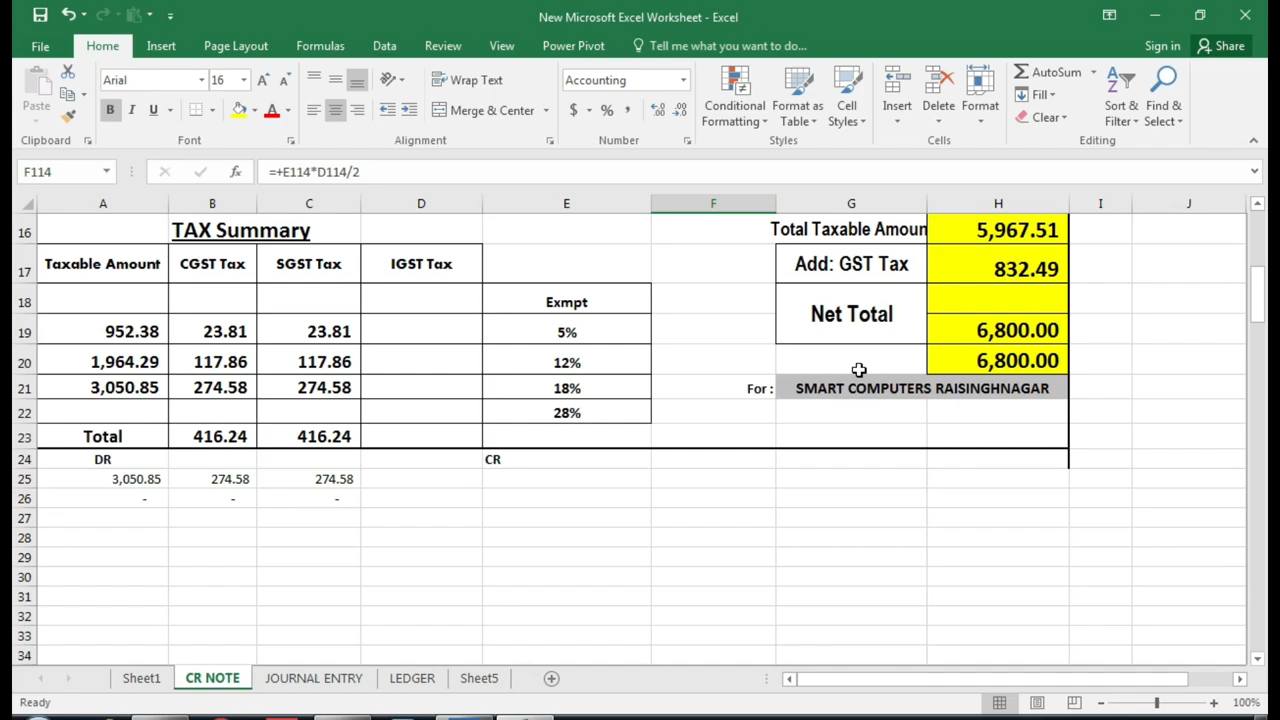 New Microsoft Excel Worksheet - Excel
File Home Insert Page Layout Formulas Data Review View Power Pivot Tell me what you want to do... Sign in Share
Paste
Arial 16
B I U
Wrap Text
Merge & Center
Accounting
$ % ,
Conditional Formatting
Format as Table
Cell Styles
Insert Delete Format
AutoSum
Fill
Clear
Sort & Filter
Find & Select
Clipboard Font Alignment Number Styles Cells Editing
F114 fx =+E114*D114/2
A B C D E F G H I J
16 TAX Summary Total Taxable Amoun 5,967.51
17 Taxable Amount CGST Tax SGST Tax IGST Tax Add: GST Tax 832.49
18 Exmpt Net Total
19 952.38 23.81 23.81 5% 6,800.00
20 1,964.29 117.86 117.86 12% 6,800.00
21 3,050.85 274.58 274.58 18% For : SMART COMPUTERS RAISINGHNAGAR
22 28%
23 Total 416.24 416.24
24 DR CR
25 3,050.85 274.58 274.58
26 - - -
27
28
29
30
31
32
33
34
Sheet1 CR NOTE JOURNAL ENTRY LEDGER Sheet5
Ready 100%